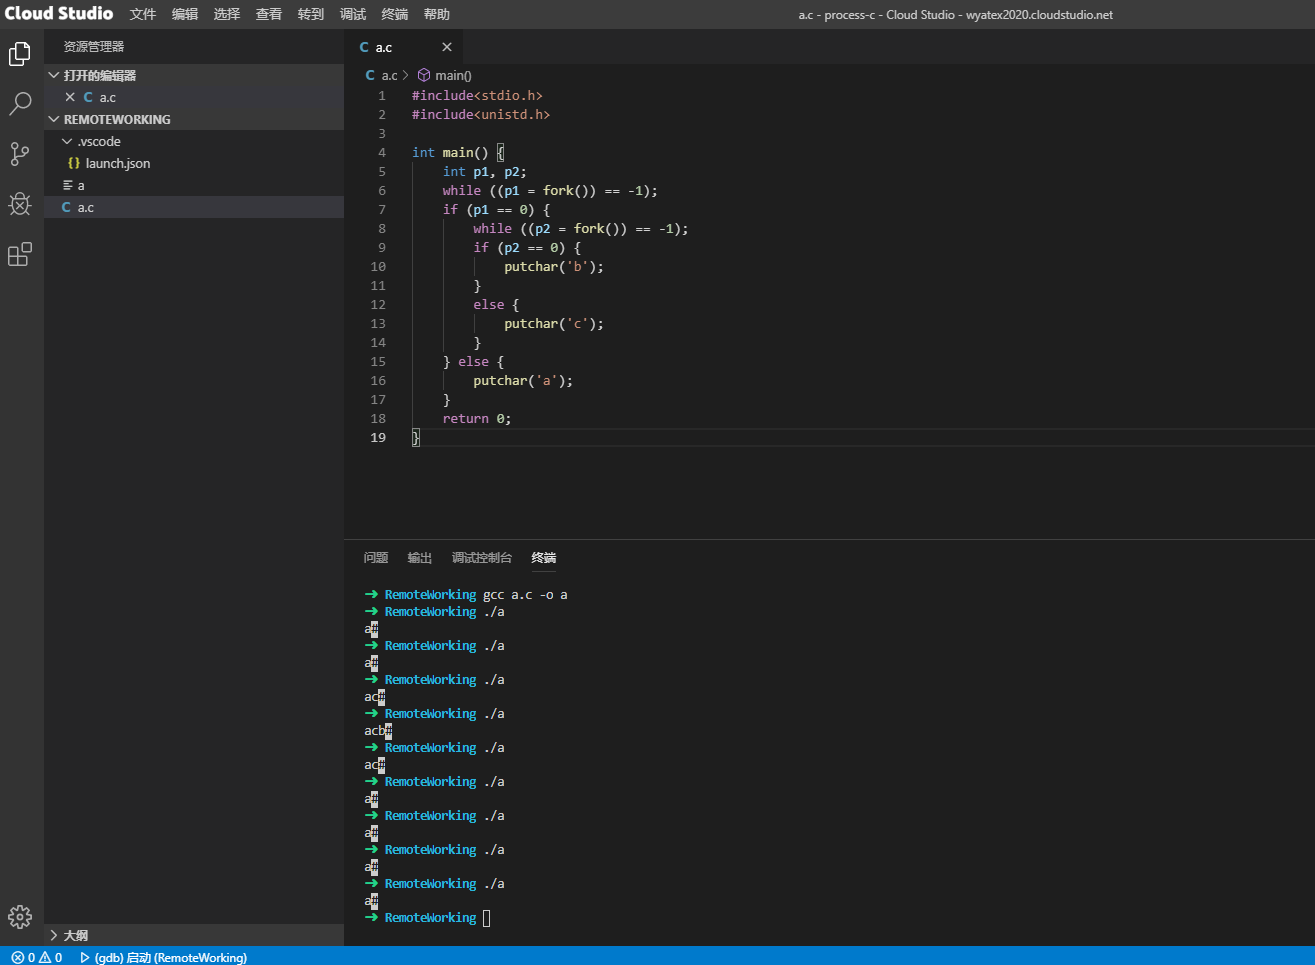 Cloud Studio 文件 编辑 选择 查看 转到 调试 终端 帮助 a.c - process-c - Cloud Studio - wyatex2020.cloudstudio.net
资源管理器
打开的编辑器
a.c
REMOTEWORKING
.vscode
{} launch.json
a
C a.c
大纲
C a.c
C a.c > main()
1 #include<stdio.h>
2 #include<unistd.h>
3
4 int main() {
5 int p1, p2;
6 while ((p1 = fork()) == -1);
7 if (p1 == 0) {
8 while ((p2 = fork()) == -1);
9 if (p2 == 0) {
10 putchar('b');
11 }
12 else {
13 putchar('c');
14 }
15 } else {
16 putchar('a');
17 }
18 return 0;
19 }
问题 输出 调试控制台 终端
→ RemoteWorking gcc a.c -o a
→ RemoteWorking ./a
a#
→ RemoteWorking ./a
a#
→ RemoteWorking ./a
ac#
→ RemoteWorking ./a
acb#
→ RemoteWorking ./a
ac#
→ RemoteWorking ./a
a#
→ RemoteWorking ./a
a#
→ RemoteWorking ./a
a#
→ RemoteWorking ./a
a#
→ RemoteWorking
0 0 (gdb) 启动 (RemoteWorking)